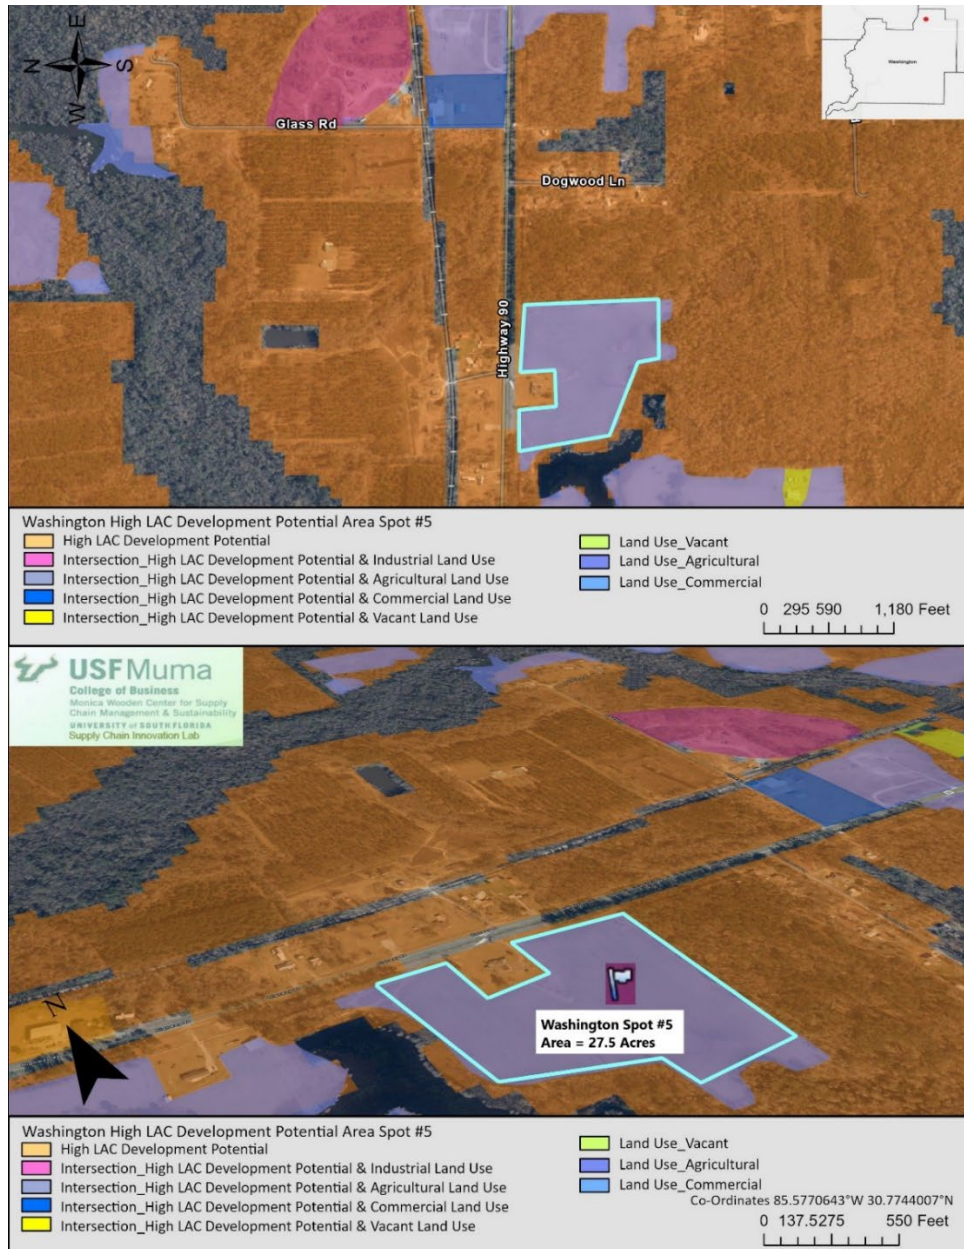 E
N
S
W
Washington
Glass Rd
Dogwood Ln
Highway 90
Washington High LAC Development Potential Area Spot #5
High LAC Development Potential
Intersection_High LAC Development Potential & Industrial Land Use
Intersection_High LAC Development Potential & Agricultural Land Use
Intersection_High LAC Development Potential & Commercial Land Use
Intersection_High LAC Development Potential & Vacant Land Use
Land Use_Vacant
Land Use_Agricultural
Land Use_Commercial
0 295 590 1,180 Feet
USF Muma
College of Business
Monica Wooden Center for Supply
Chain Management & Sustainability
UNIVERSITY of SOUTH FLORIDA
Supply Chain Innovation Lab
Washington Spot #5
Area = 27.5 Acres
N
Washington High LAC Development Potential Area Spot #5
High LAC Development Potential
Intersection_High LAC Development Potential & Industrial Land Use
Intersection_High LAC Development Potential & Agricultural Land Use
Intersection_High LAC Development Potential & Commercial Land Use
Intersection_High LAC Development Potential & Vacant Land Use
Land Use_Vacant
Land Use_Agricultural
Land Use_Commercial
Co-Ordinates 85.5770643°W 30.7744007°N
0 137.5275 550 Feet